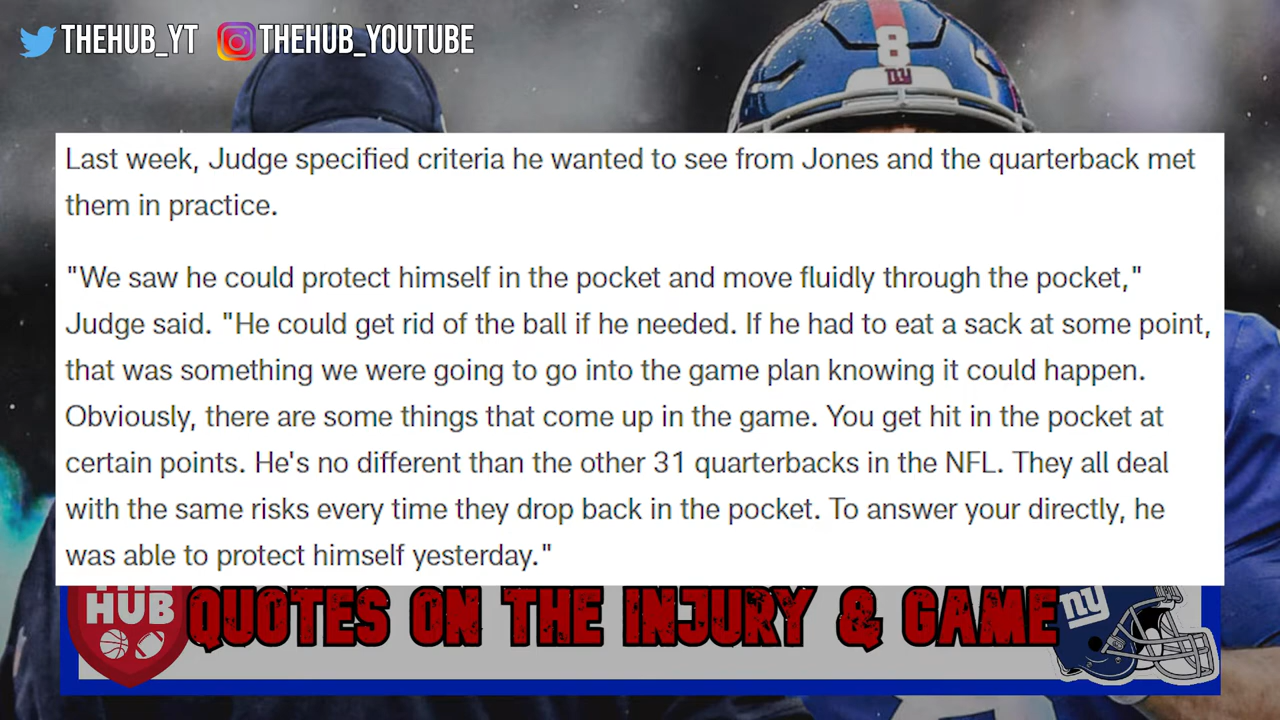 THEHUB_YT THEHUB_YOUTUBE
8
ny
Last week, Judge specified criteria he wanted to see from Jones and the quarterback met
them in practice.
"We saw he could protect himself in the pocket and move fluidly through the pocket,"
Judge said. "He could get rid of the ball if he needed. If he had to eat a sack at some point,
that was something we were going to go into the game plan knowing it could happen.
Obviously, there are some things that come up in the game. You get hit in the pocket at
certain points. He's no different than the other 31 quarterbacks in the NFL. They all deal
with the same risks every time they drop back in the pocket. To answer your directly, he
was able to protect himself yesterday."
HUB QUOTES ON THE INJURY & GAME ny